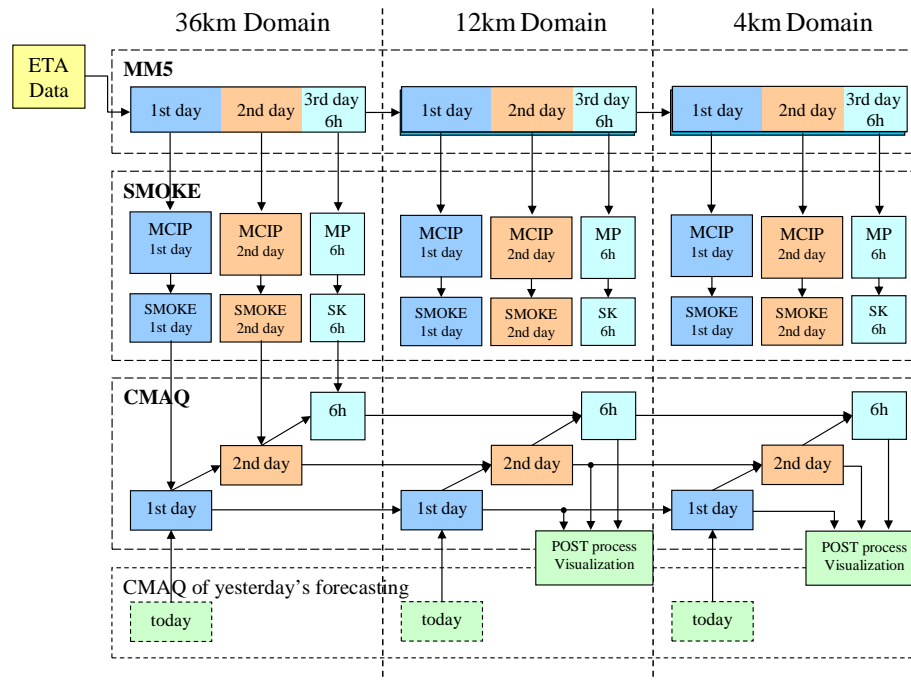 36km Domain
12km Domain
4km Domain
ETA
Data
MM5
1st day
2nd day
3rd day
6h
1st day
2nd day
3rd day
6h
1st day
2nd day
3rd day
6h
SMOKE
MCIP
1st day
MCIP
2nd day
MP
6h
MCIP
1st day
MCIP
2nd day
MP
6h
MCIP
1st day
MCIP
2nd day
MP
6h
SMOKE
1st day
SMOKE
2nd day
SK
6h
SMOKE
1st day
SMOKE
2nd day
SK
6h
SMOKE
1st day
SMOKE
2nd day
SK
6h
CMAQ
6h
6h
6h
2nd day
2nd day
2nd day
1st day
1st day
1st day
POST process
Visualization
POST process
Visualization
CMAQ of yesterday's forecasting
today
today
today